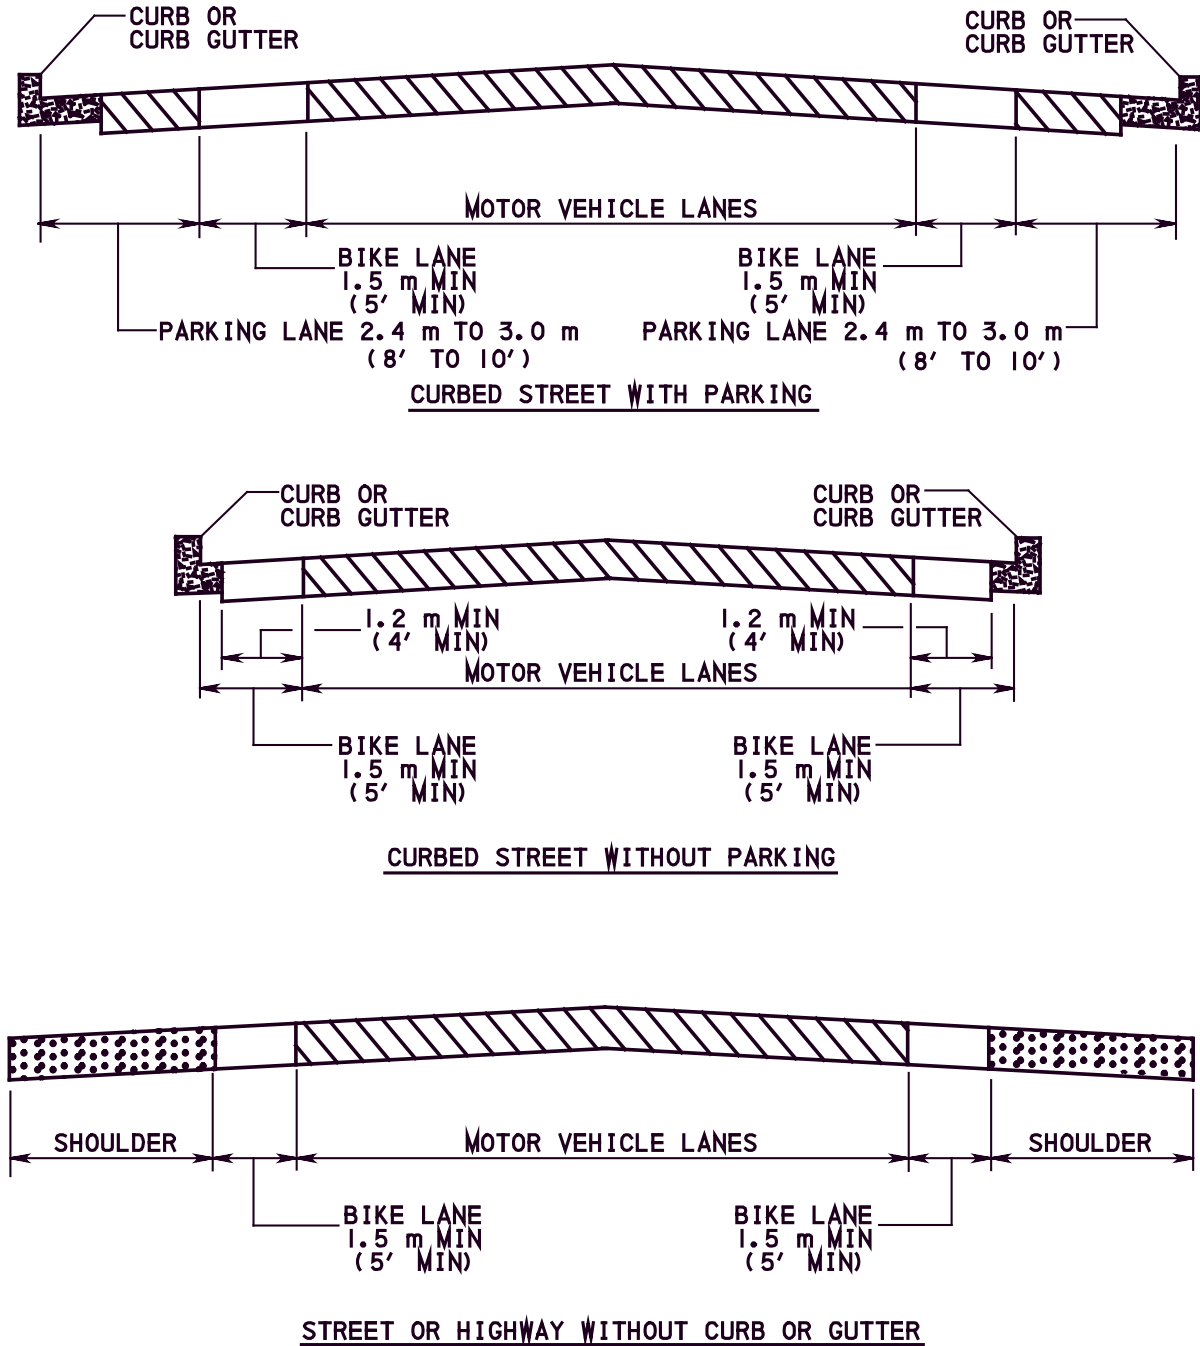 CURB OR
CURB GUTTER
CURB OR
CURB GUTTER
MOTOR VEHICLE LANES
BIKE LANE
1.5 m MIN
(5' MIN)
BIKE LANE
1.5 m MIN
(5' MIN)
PARKING LANE 2.4 m TO 3.0 m
(8' TO 10')
PARKING LANE 2.4 m TO 3.0 m
(8' TO 10')
CURBED STREET WITH PARKING
CURB OR
CURB GUTTER
CURB OR
CURB GUTTER
1.2 m MIN
(4' MIN)
1.2 m MIN
(4' MIN)
MOTOR VEHICLE LANES
BIKE LANE
1.5 m MIN
(5' MIN)
BIKE LANE
1.5 m MIN
(5' MIN)
CURBED STREET WITHOUT PARKING
SHOULDER
MOTOR VEHICLE LANES
SHOULDER
BIKE LANE
1.5 m MIN
(5' MIN)
BIKE LANE
1.5 m MIN
(5' MIN)
STREET OR HIGHWAY WITHOUT CURB OR GUTTER